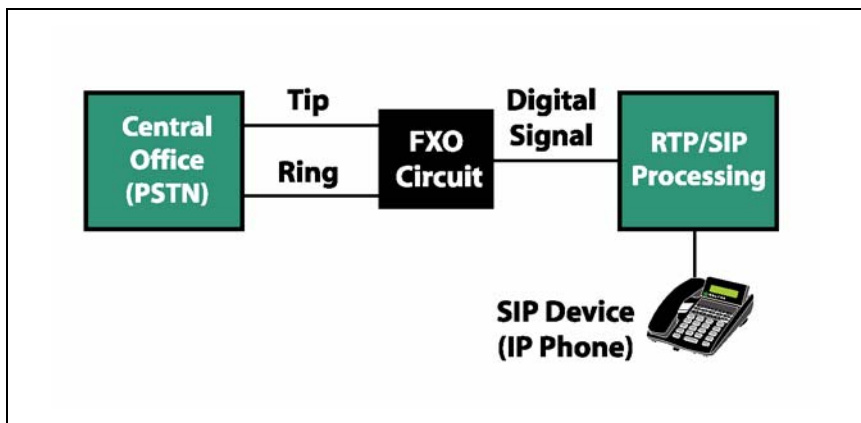 Central
Office
(PSTN)
Tip
Ring
FXO
Circuit
Digital
Signal
RTP/SIP
Processing
SIP Device
(IP Phone)